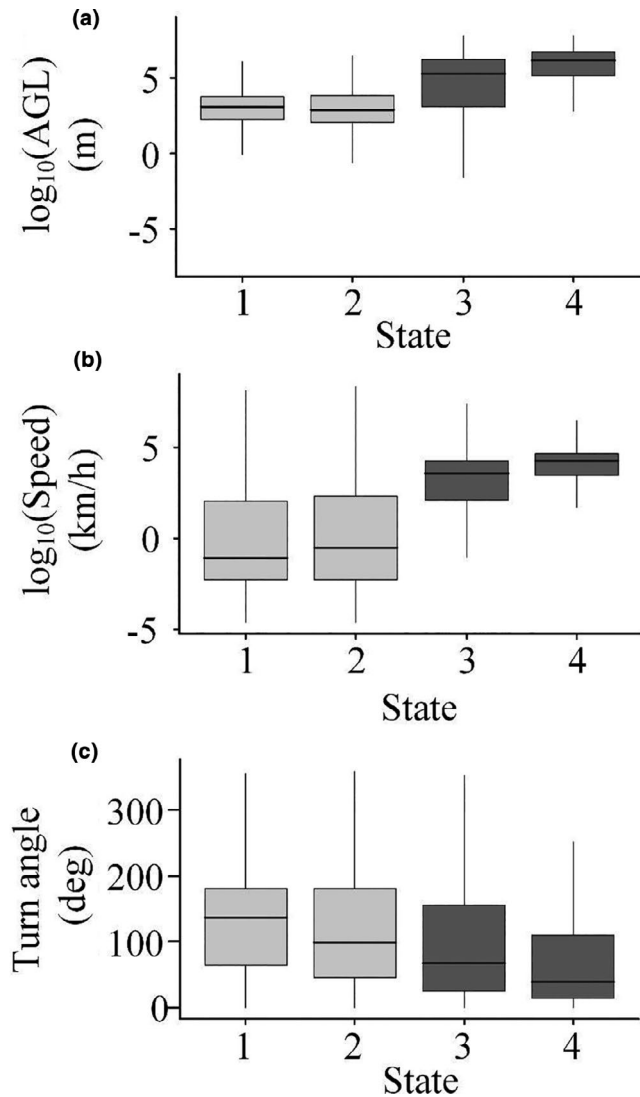 (a)
log₁₀(AGL)
(m)
5
0
-5
1 2 3 4
State
(b)
log₁₀(Speed)
(km/h)
5
0
-5
1 2 3 4
State
(c)
Turn angle
(deg)
300
200
100
0
1 2 3 4
State